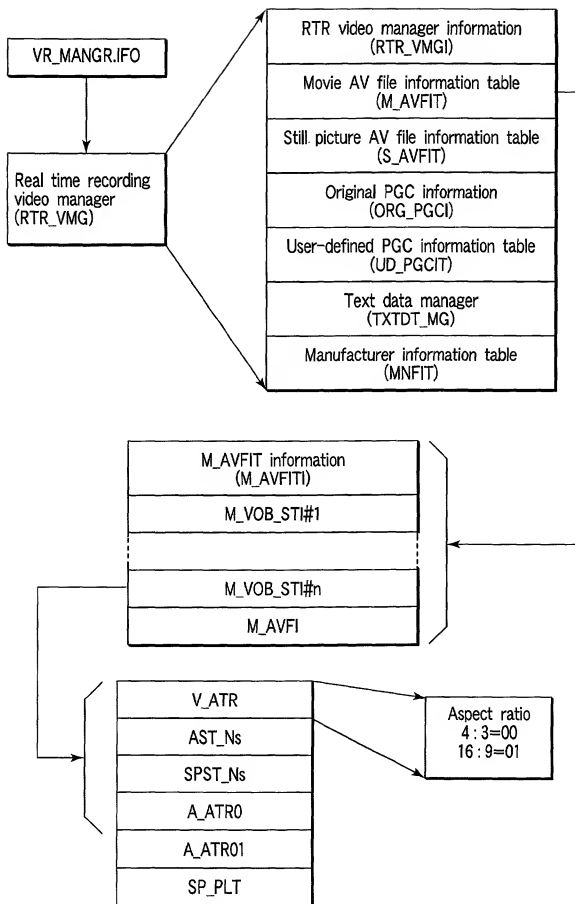 VR_MANGR.IFO
Real time recording
video manager
(RTR_VMG)
RTR video manager information
(RTR_VMGI)
Movie AV file information table
(M_AVFIT)
Still picture AV file information table
(S_AVFIT)
Original PGC information
(ORG_PGCI)
User-defined PGC information table
(UD_PGCIT)
Text data manager
(TXTDT_MG)
Manufacturer information table
(MNFIT)
M_AVFIT information
(M_AVFITI)
M_VOB_STI#1
M_VOB_STI#n
M_AVFI
V_ATR
AST_Ns
SPST_Ns
A_ATR0
A_ATR01
SP_PLT
Aspect ratio
4:3=00
16:9=01